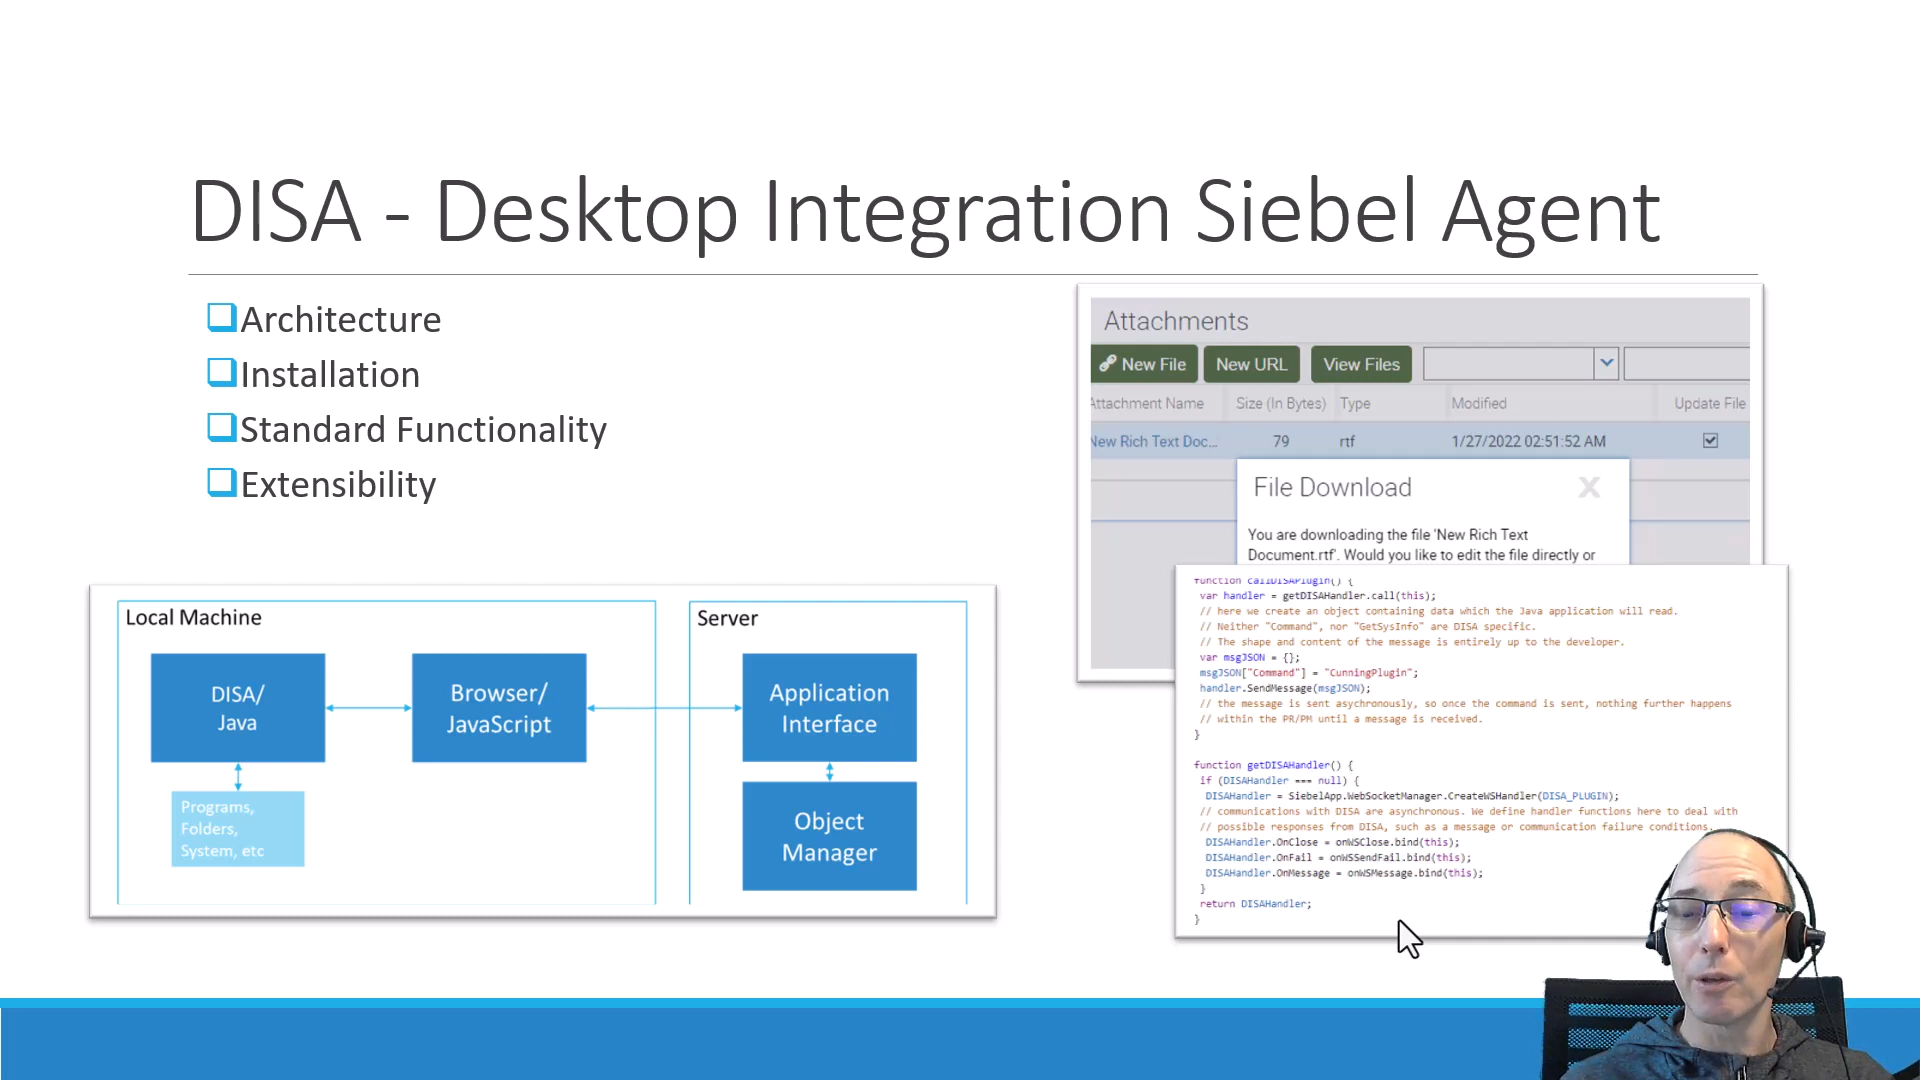 DISA - Desktop Integration Siebel Agent
Architecture
Installation
Standard Functionality
Extensibility
Attachments
New File New URL View Files
Attachment Name Size (In Bytes) Type Modified Update File
New Rich Text Doc... 79 rtf 1/27/2022 02:51:52 AM
File Download X
You are downloading the file 'New Rich Text
Document.rtf'. Would you like to edit the file directly or
Local Machine
DISA/
Java
Browser/
JavaScript
Programs,
Folders,
System, etc
Server
Application
Interface
Object
Manager
function callDISAPlugin() {
var handler = getDISAHandler.call(this);
// here we create an object containing data which the Java application will read.
// Neither "Command", nor "GetSysInfo" are DISA specific.
// The shape and content of the message is entirely up to the developer.
var msgJSON = {};
msgJSON["Command"] = "CunningPlugin";
handler.SendMessage(msgJSON);
// the message is sent asychronously, so once the command is sent, nothing further happens
// within the PR/PM until a message is received.
}
function getDISAHandler() {
if (DISAHandler === null) {
DISAHandler = SiebelApp.WebSocketManager.CreateWSHandler(DISA_PLUGIN);
// communications with DISA are asynchronous. We define handler functions here to deal with
// possible responses from DISA, such as a message or communication failure conditions.
DISAHandler.OnClose = onWSClose.bind(this);
DISAHandler.OnFail = onWSSendFail.bind(this);
DISAHandler.OnMessage = onWSMessage.bind(this);
}
return DISAHandler;
}